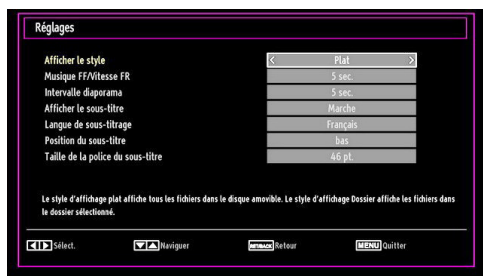 Réglages
Afficher le style < Plat >
Musique FF/Vitesse FR 5 sec.
Intervalle diaporama 5 sec.
Afficher le sous-titre Marche
Langue de sous-titrage Français
Position du sous-titre bas
Taille de la police du sous-titre 46 pt.
Le style d'affichage plat affiche tous les fichiers dans le disque amovible. Le style d'affichage Dossier affiche les fichiers dans
le dossier sélectionné.
Sélect. Naviguer RET/BACK Retour MENU Quitter